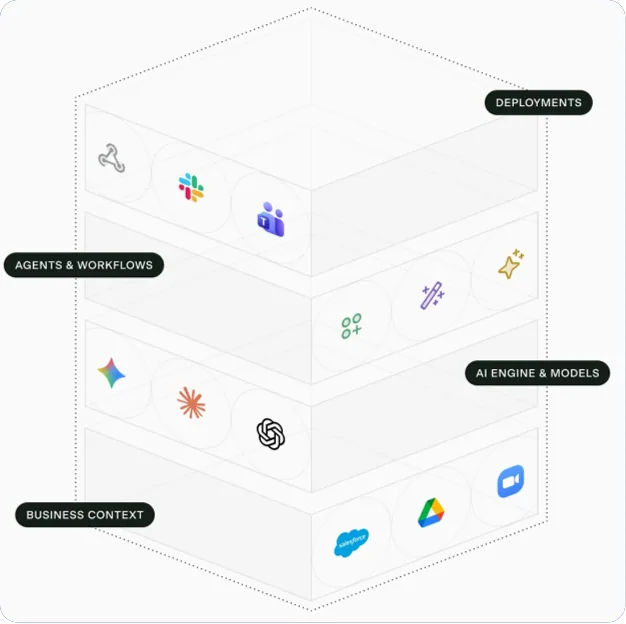 DEPLOYMENTS
T
AGENTS & WORKFLOWS
AI ENGINE & MODELS
BUSINESS CONTEXT
salesforce